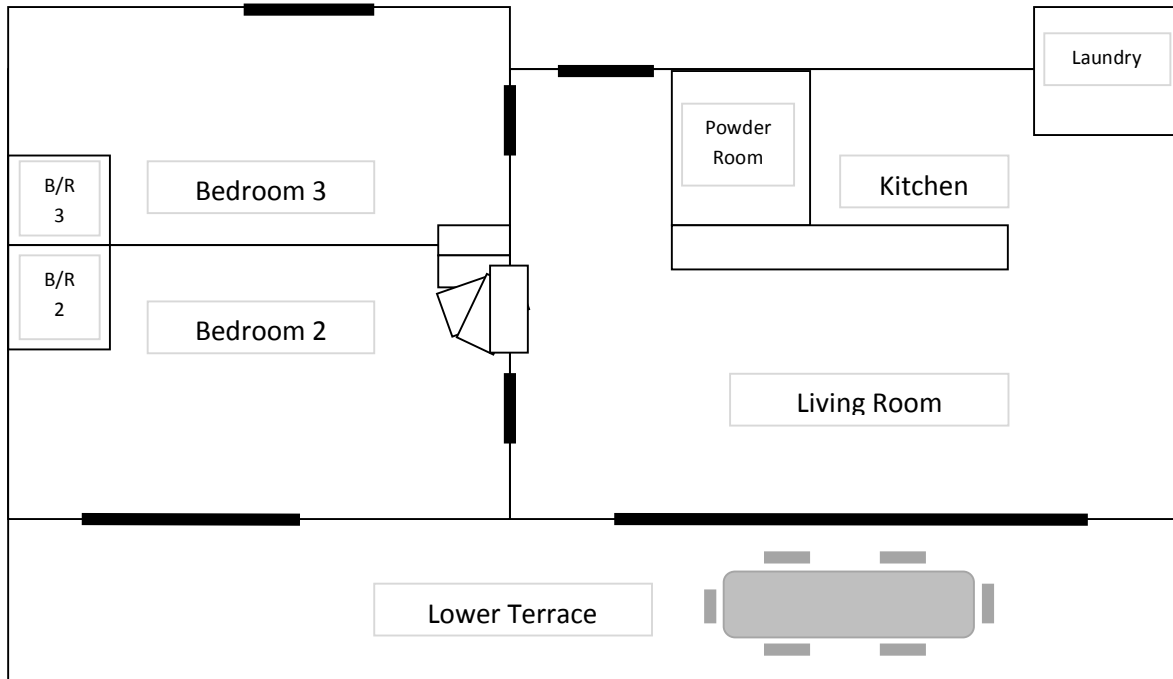 Laundry
Powder
Room
B/R
3
Bedroom 3
Kitchen
B/R
2
Bedroom 2
Living Room
Lower Terrace